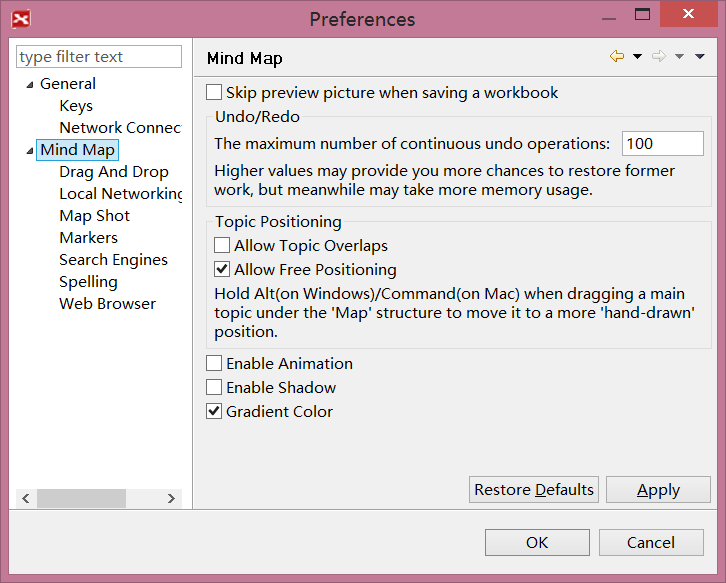 Preferences
type filter text
General
Keys
Network Connec
Mind Map
Drag And Drop
Local Networking
Map Shot
Markers
Search Engines
Spelling
Web Browser
Mind Map
Skip preview picture when saving a workbook
Undo/Redo
The maximum number of continuous undo operations: 100
Higher values may provide you more chances to restore former
work, but meanwhile may take more memory usage.
Topic Positioning
Allow Topic Overlaps
Allow Free Positioning
Hold Alt(on Windows)/Command(on Mac) when dragging a main
topic under the 'Map' structure to move it to a more 'hand-drawn'
position.
Enable Animation
Enable Shadow
Gradient Color
Restore Defaults Apply
OK Cancel